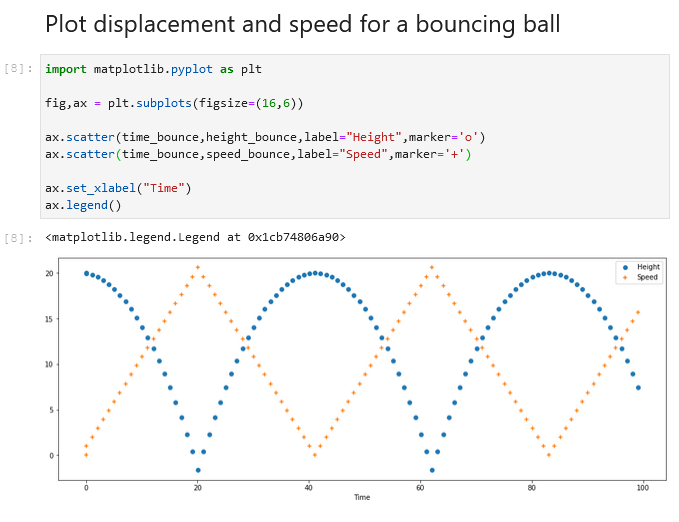 Plot displacement and speed for a bouncing ball
[8]: import matplotlib.pyplot as plt
fig,ax = plt.subplots(figsize=(16,6))
ax.scatter(time_bounce,height_bounce,label="Height",marker='o')
ax.scatter(time_bounce,speed_bounce,label="Speed",marker='+')
ax.set_xlabel("Time")
ax.legend()
[8]: <matplotlib.legend.Legend at 0x1cb74806a90>
Height
Speed
20
15
10
5
0
0 20 40 60 80 100
Time